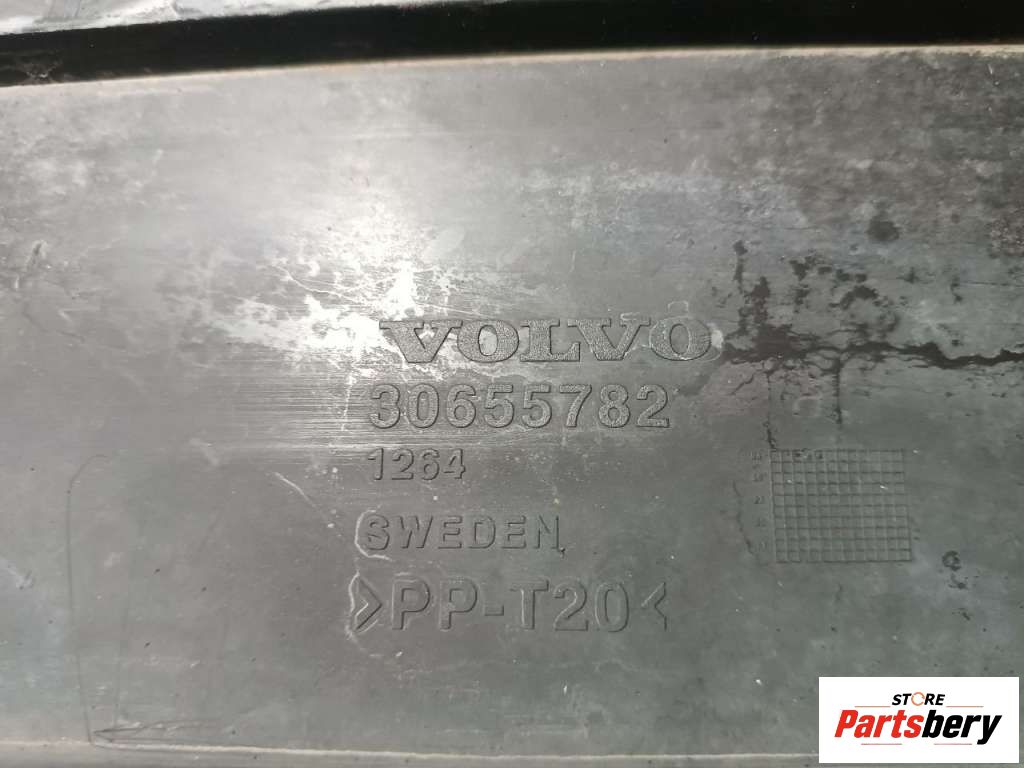 VOLVO
30655782
1264
SWEDEN
>PP-T20<
STORE
Partsbery